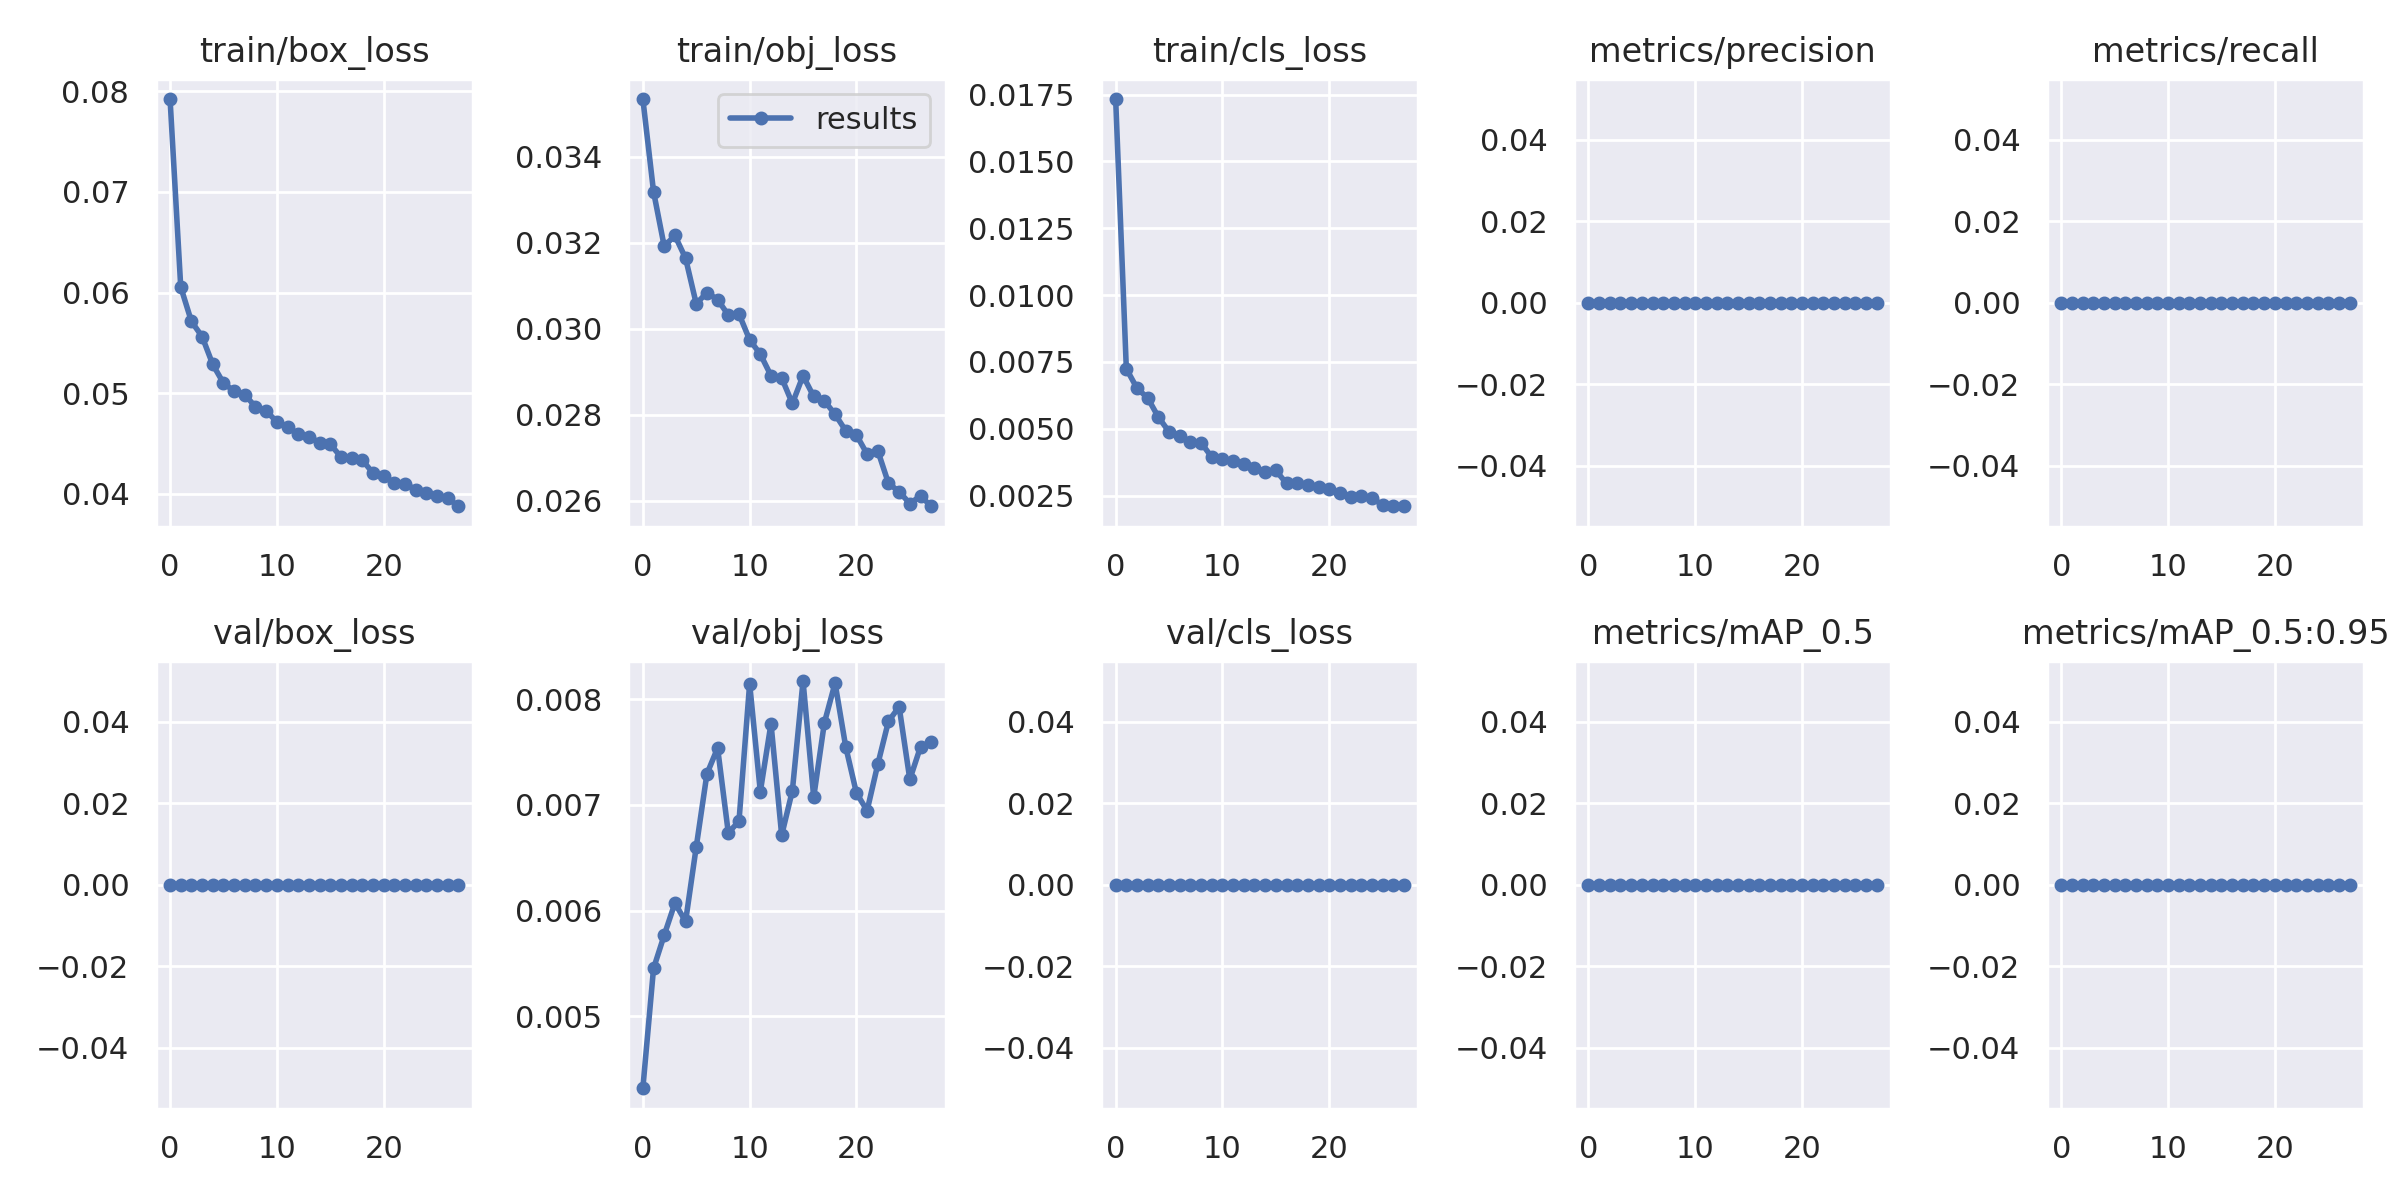 train/box_loss
0.08
0.07
0.06
0.05
0.04
0 10 20
train/obj_loss
results
0.034
0.032
0.030
0.028
0.026
0 10 20
train/cls_loss
0.0175
0.0150
0.0125
0.0100
0.0075
0.0050
0.0025
0 10 20
metrics/precision
0.04
0.02
0.00
−0.02
−0.04
0 10 20
metrics/recall
0.04
0.02
0.00
−0.02
−0.04
0 10 20
val/box_loss
0.04
0.02
0.00
−0.02
−0.04
0 10 20
val/obj_loss
0.008
0.007
0.006
0.005
0 10 20
val/cls_loss
0.04
0.02
0.00
−0.02
−0.04
0 10 20
metrics/mAP_0.5
0.04
0.02
0.00
−0.02
−0.04
0 10 20
metrics/mAP_0.5:0.95
0.04
0.02
0.00
−0.02
−0.04
0 10 20